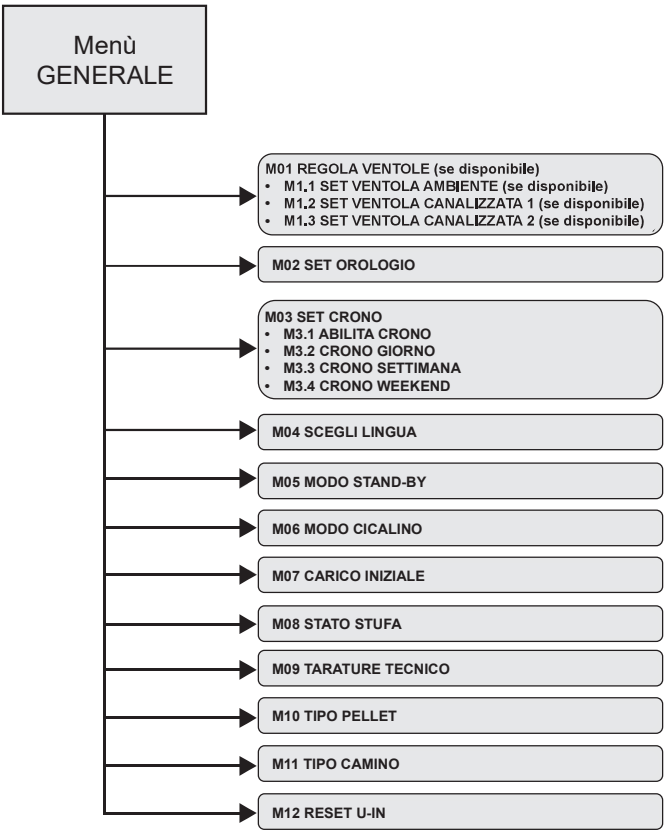 Menù
GENERALE
M01 REGOLA VENTOLE (se disponibile)
• M1.1 SET VENTOLA AMBIENTE (se disponibile)
• M1.2 SET VENTOLA CANALIZZATA 1 (se disponibile)
• M1.3 SET VENTOLA CANALIZZATA 2 (se disponibile)
M02 SET OROLOGIO
M03 SET CRONO
• M3.1 ABILITA CRONO
• M3.2 CRONO GIORNO
• M3.3 CRONO SETTIMANA
• M3.4 CRONO WEEKEND
M04 SCEGLI LINGUA
M05 MODO STAND-BY
M06 MODO CICALINO
M07 CARICO INIZIALE
M08 STATO STUFA
M09 TARATURE TECNICO
M10 TIPO PELLET
M11 TIPO CAMINO
M12 RESET U-IN